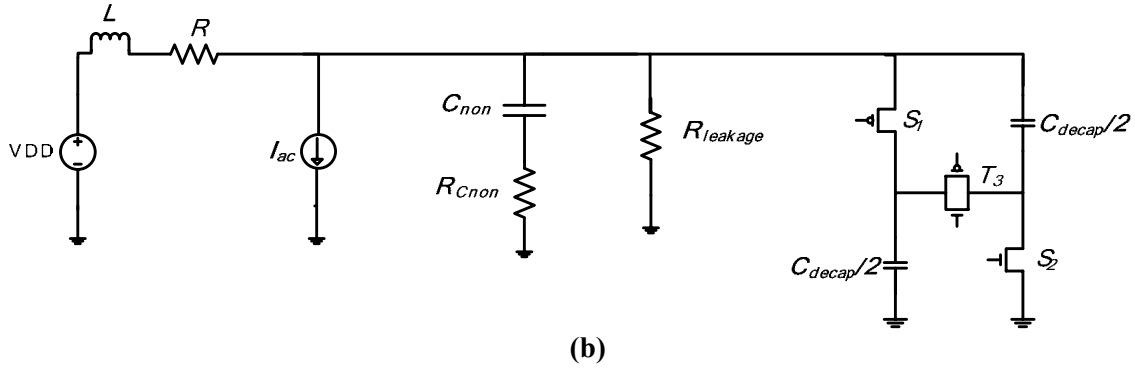 L
R
VDD
+
-
I_ac
C_non
R_Cnon
R_leakage
S_1
C_decap/2
T_3
C_decap/2
S_2
(b)